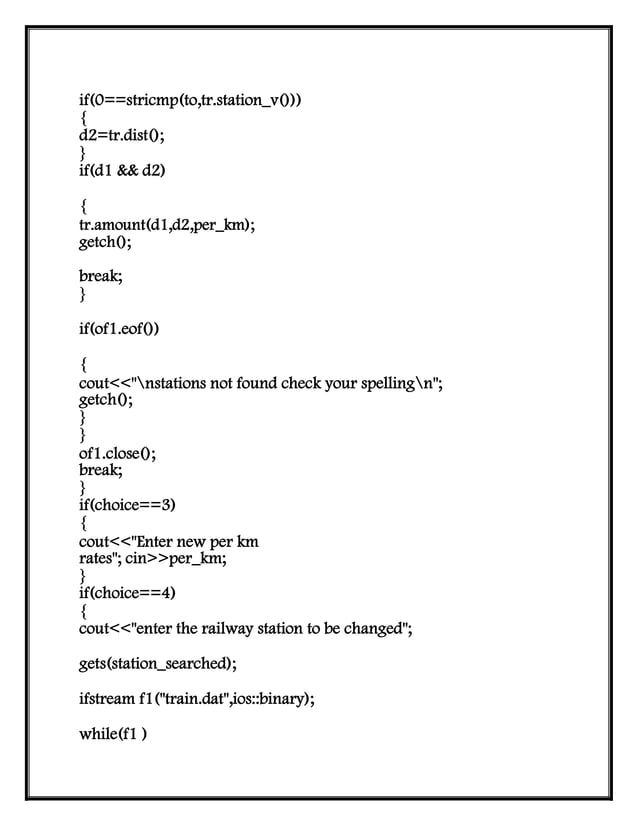 if(0==stricmp(to,tr.station_v()))
{
d2=tr.dist();
}
if(d1 && d2)
{
tr.amount(d1,d2,per_km);
getch();
break;
}
if(of1.eof())
{
cout<<"\nstations not found check your spelling\n";
getch();
}
}
of1.close();
break;
}
if(choice==3)
{
cout<<"Enter new per km
rates"; cin>>per_km;
}
if(choice==4)
{
cout<<"enter the railway station to be changed";
gets(station_searched);
ifstream f1("train.dat",ios::binary);
while(f1 )